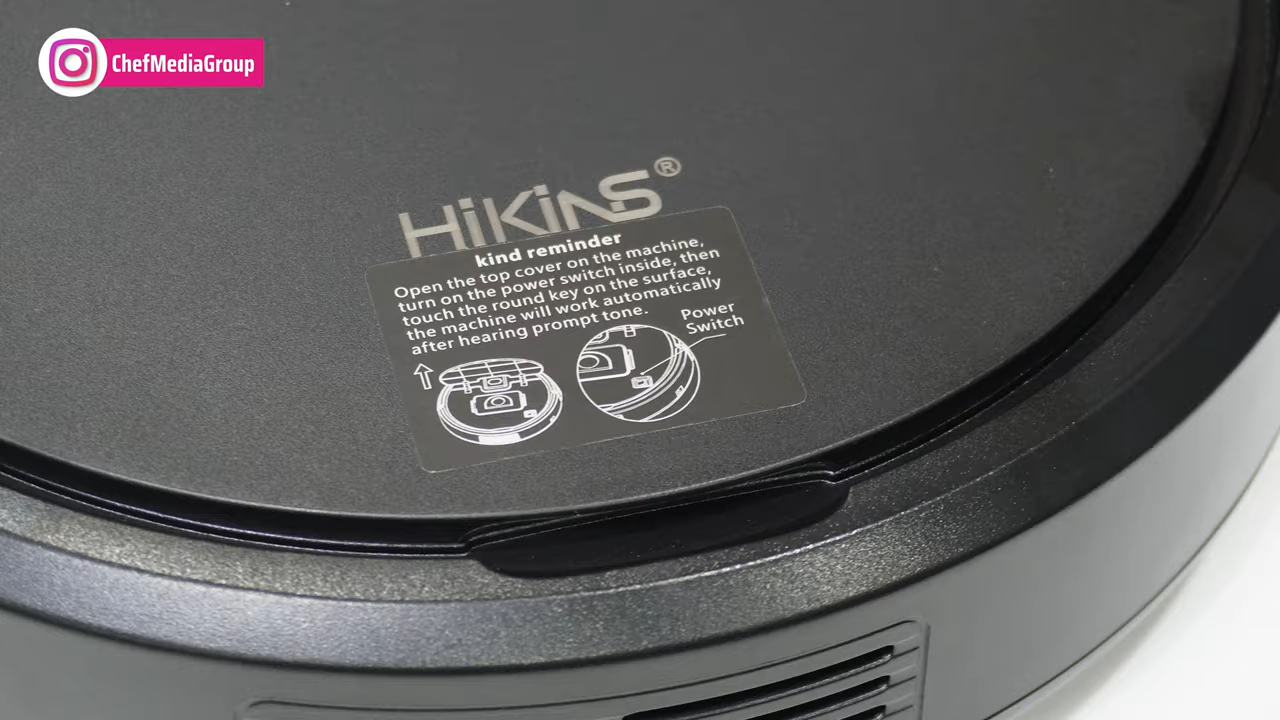 ChefMediaGroup
HiKiNS®
kind reminder
Open the top cover on the machine,
turn on the power switch inside, then
touch the round key on the surface,
the machine will work automatically
after hearing prompt tone.
Power
Switch